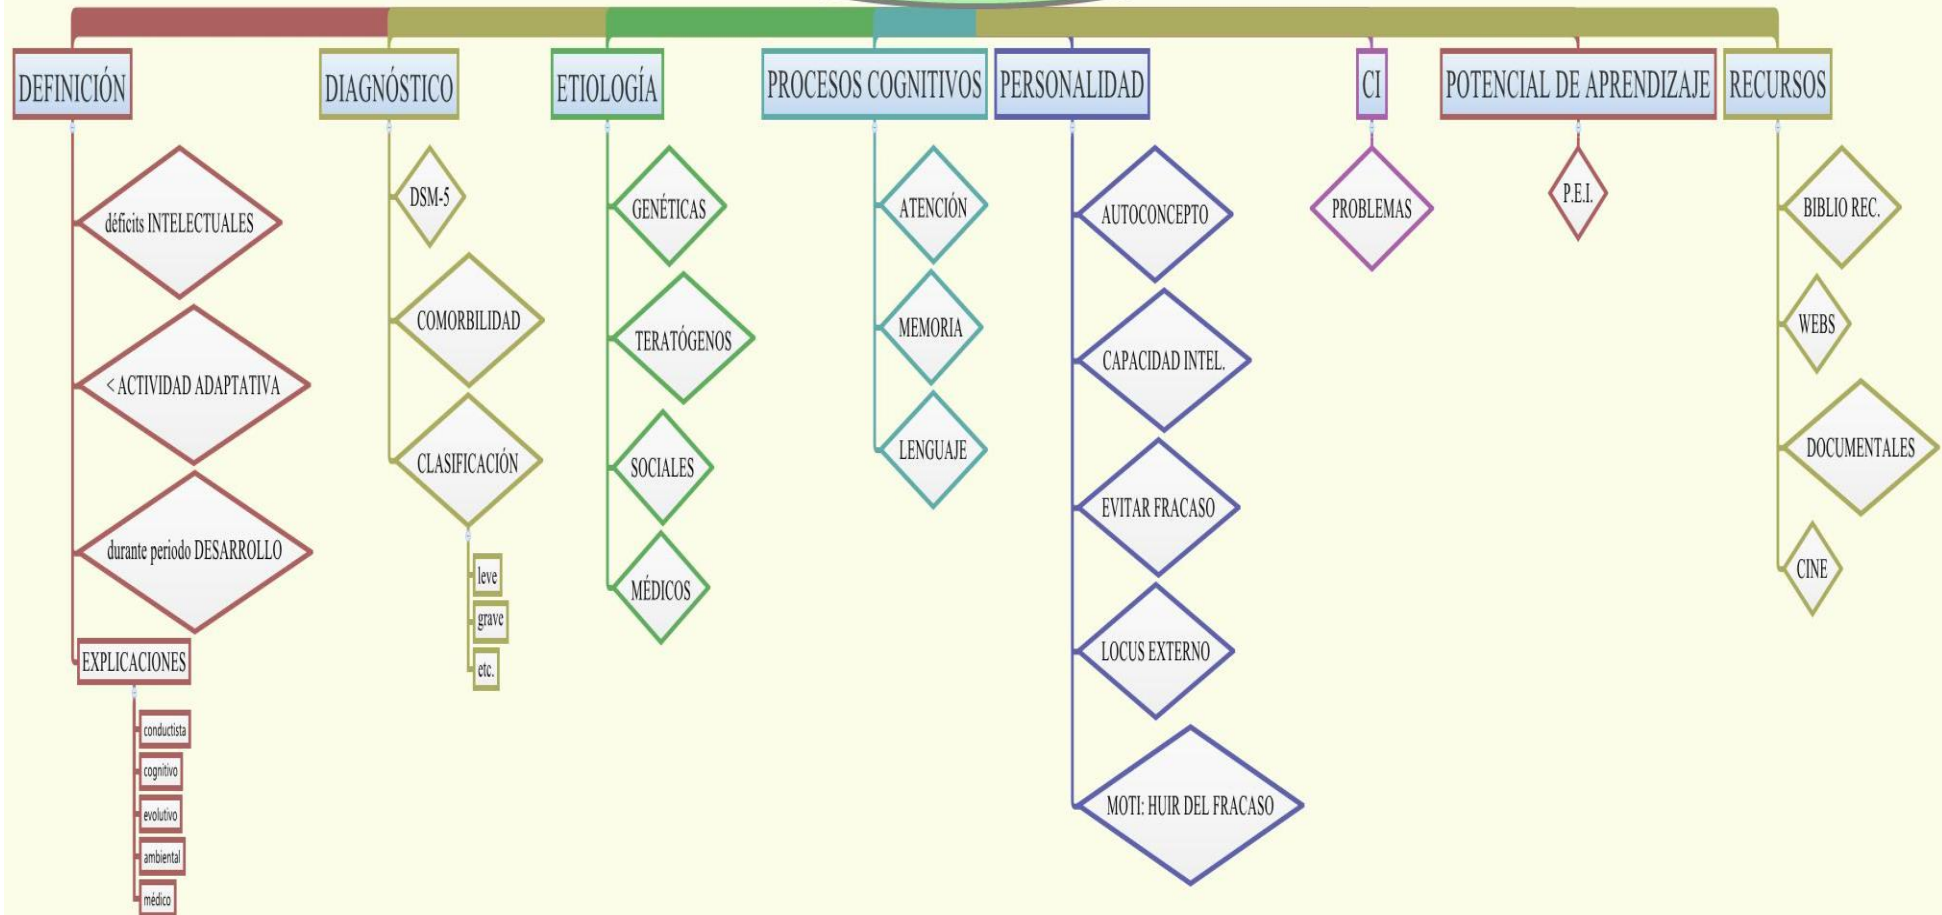 DEFINICIÓN
déficits INTELECTUALES
< ACTIVIDAD ADAPTATIVA
durante periodo DESARROLLO
EXPLICACIONES
conductista
cognitivo
evolutivo
ambiental
médico
DIAGNÓSTICO
DSM-5
COMORBILIDAD
CLASIFICACIÓN
leve
grave
etc.
ETIOLOGÍA
GENÉTICAS
TERATÓGENOS
SOCIALES
MÉDICOS
PROCESOS COGNITIVOS
ATENCIÓN
MEMORIA
LENGUAJE
PERSONALIDAD
AUTOCONCEPTO
CAPACIDAD INTEL.
EVITAR FRACASO
LOCUS EXTERNO
MOTI: HUIR DEL FRACASO
CI
PROBLEMAS
POTENCIAL DE APRENDIZAJE
P.E.I.
RECURSOS
BIBLIO REC.
WEBS
DOCUMENTALES
CINE